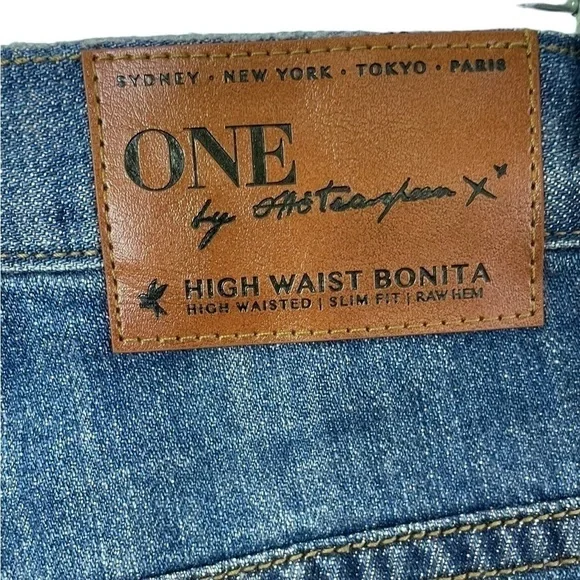 SYDNEY · NEW YORK · TOKYO · PARIS
ONE
by
HIGH WAIST BONITA
HIGH WAISTED | SLIM FIT | RAW HEM